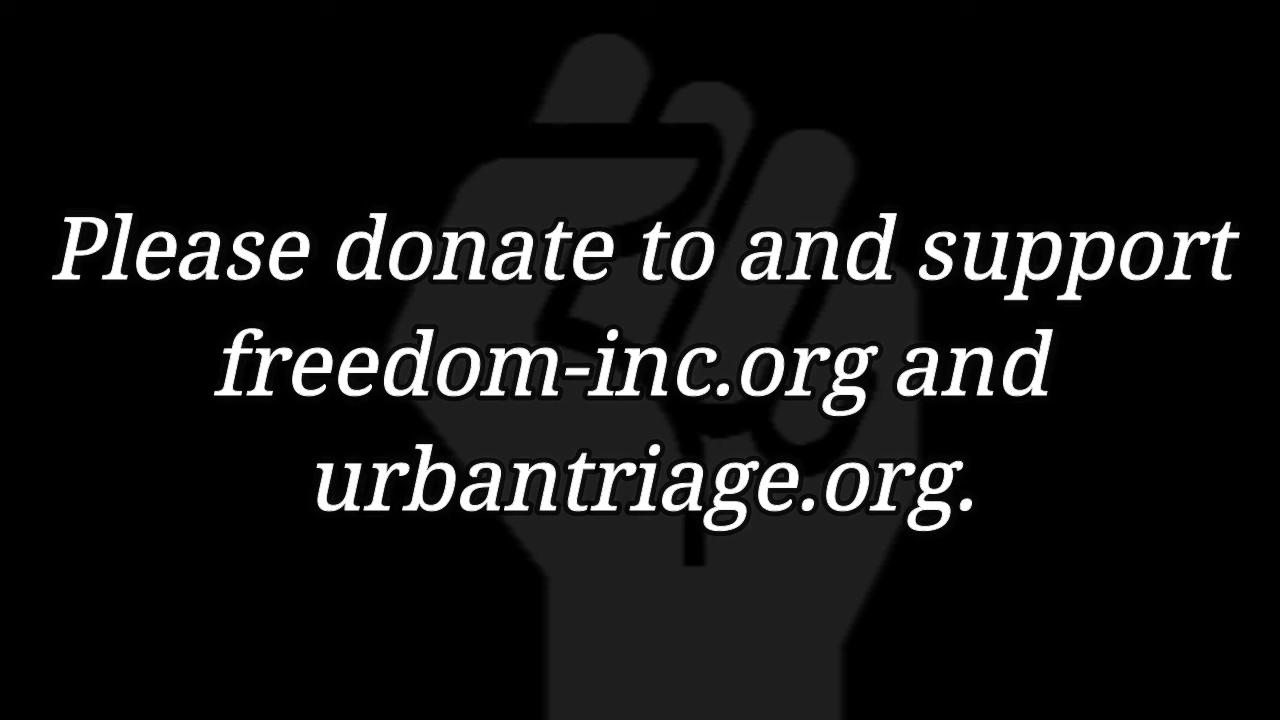 Please donate to and support
freedom-inc.org and
urbantriage.org.